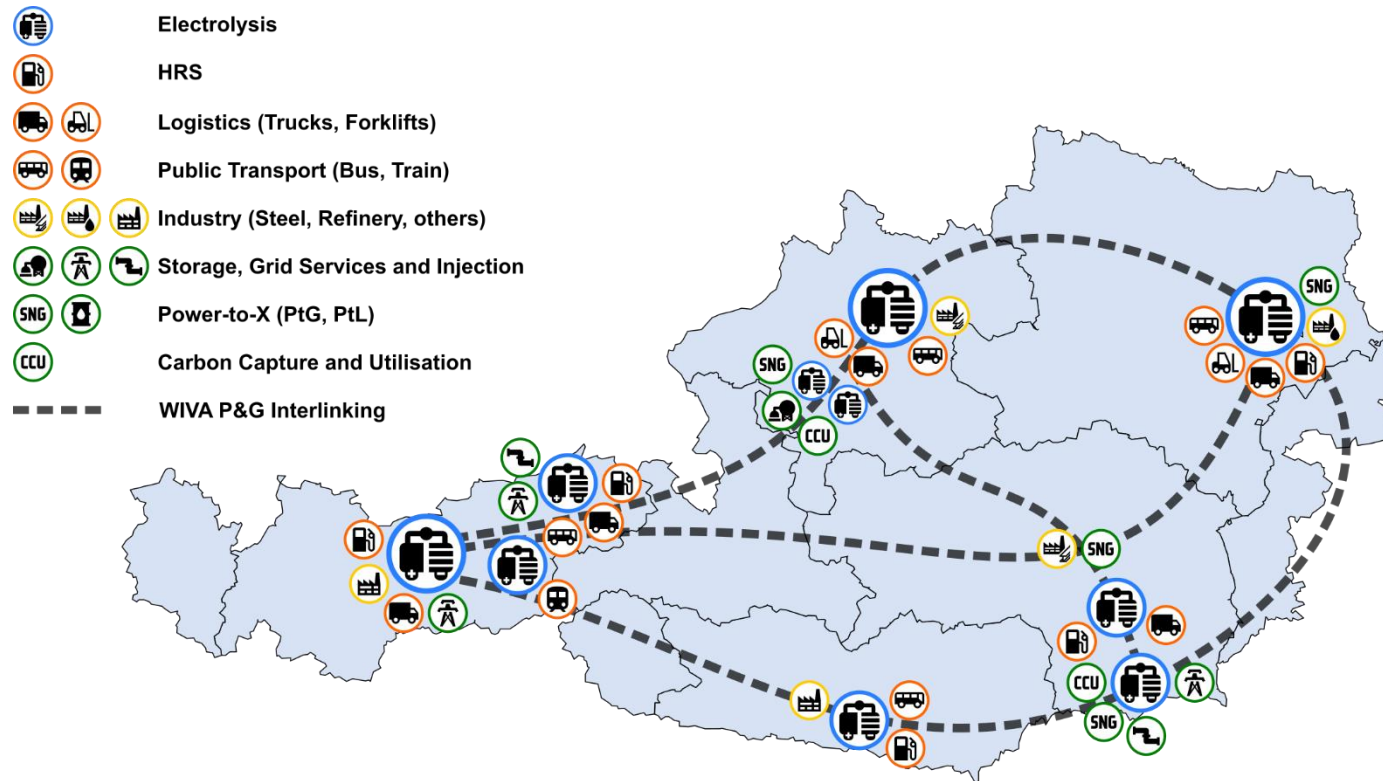 Electrolysis
HRS
Logistics (Trucks, Forklifts)
Public Transport (Bus, Train)
Industry (Steel, Refinery, others)
Storage, Grid Services and Injection
SNG Power-to-X (PtG, PtL)
CCU Carbon Capture and Utilisation
WIVA P&G Interlinking
SNG
SNG
CCU
SNG
CCU
SNG